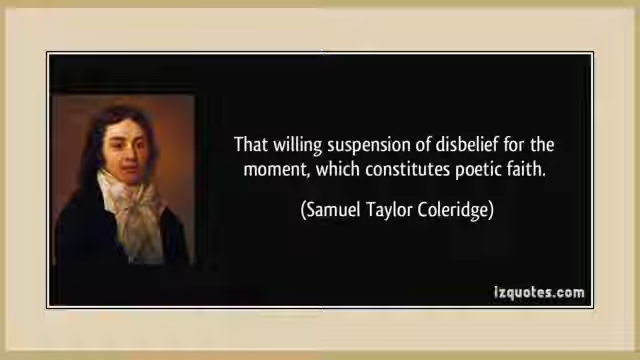 That willing suspension of disbelief for the
moment, which constitutes poetic faith.
(Samuel Taylor Coleridge)
izquotes.com